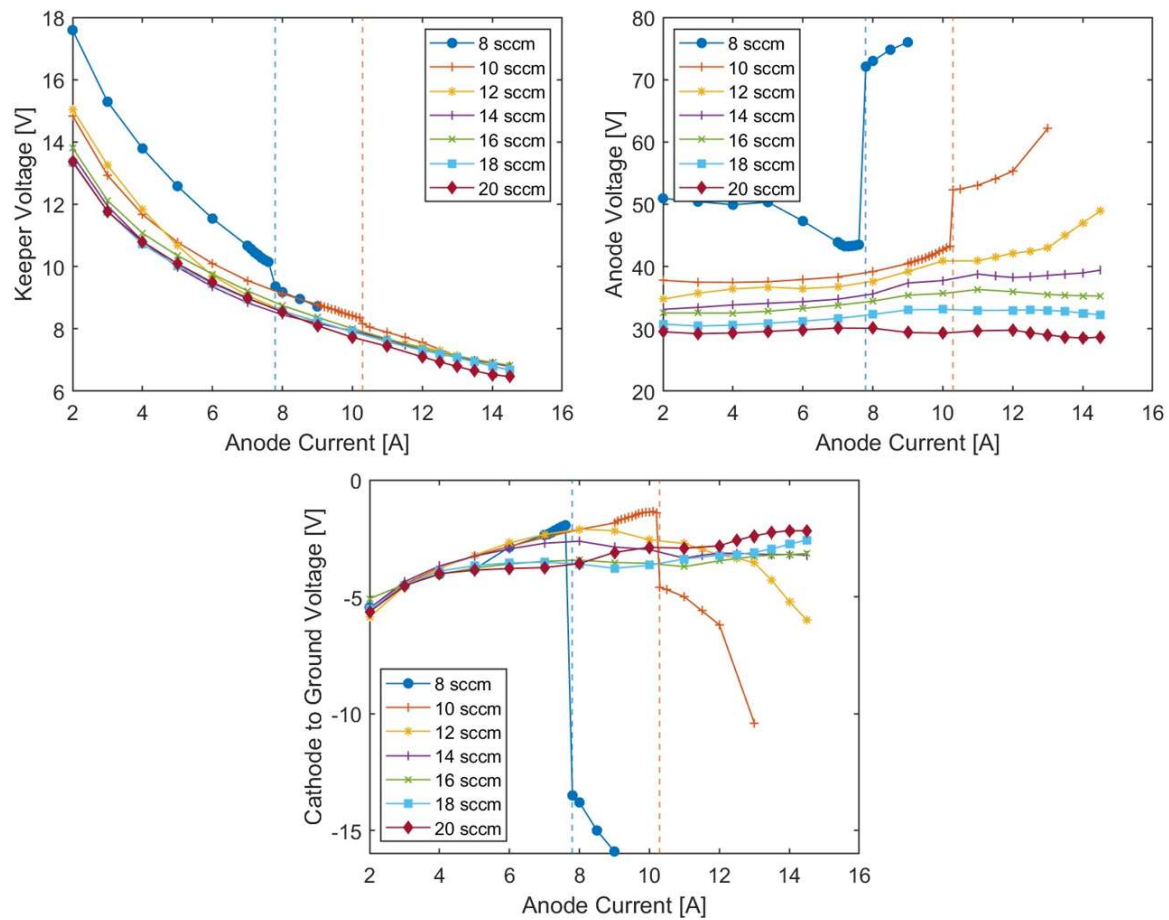 18
16
14
12
10
8
6
Keeper Voltage [V]
2 4 6 8 10 12 14 16
Anode Current [A]
8 sccm
10 sccm
12 sccm
14 sccm
16 sccm
18 sccm
20 sccm
80
70
60
50
40
30
20
Anode Voltage [V]
2 4 6 8 10 12 14 16
Anode Current [A]
8 sccm
10 sccm
12 sccm
14 sccm
16 sccm
18 sccm
20 sccm
0
-5
-10
-15
Cathode to Ground Voltage [V]
2 4 6 8 10 12 14 16
Anode Current [A]
8 sccm
10 sccm
12 sccm
14 sccm
16 sccm
18 sccm
20 sccm